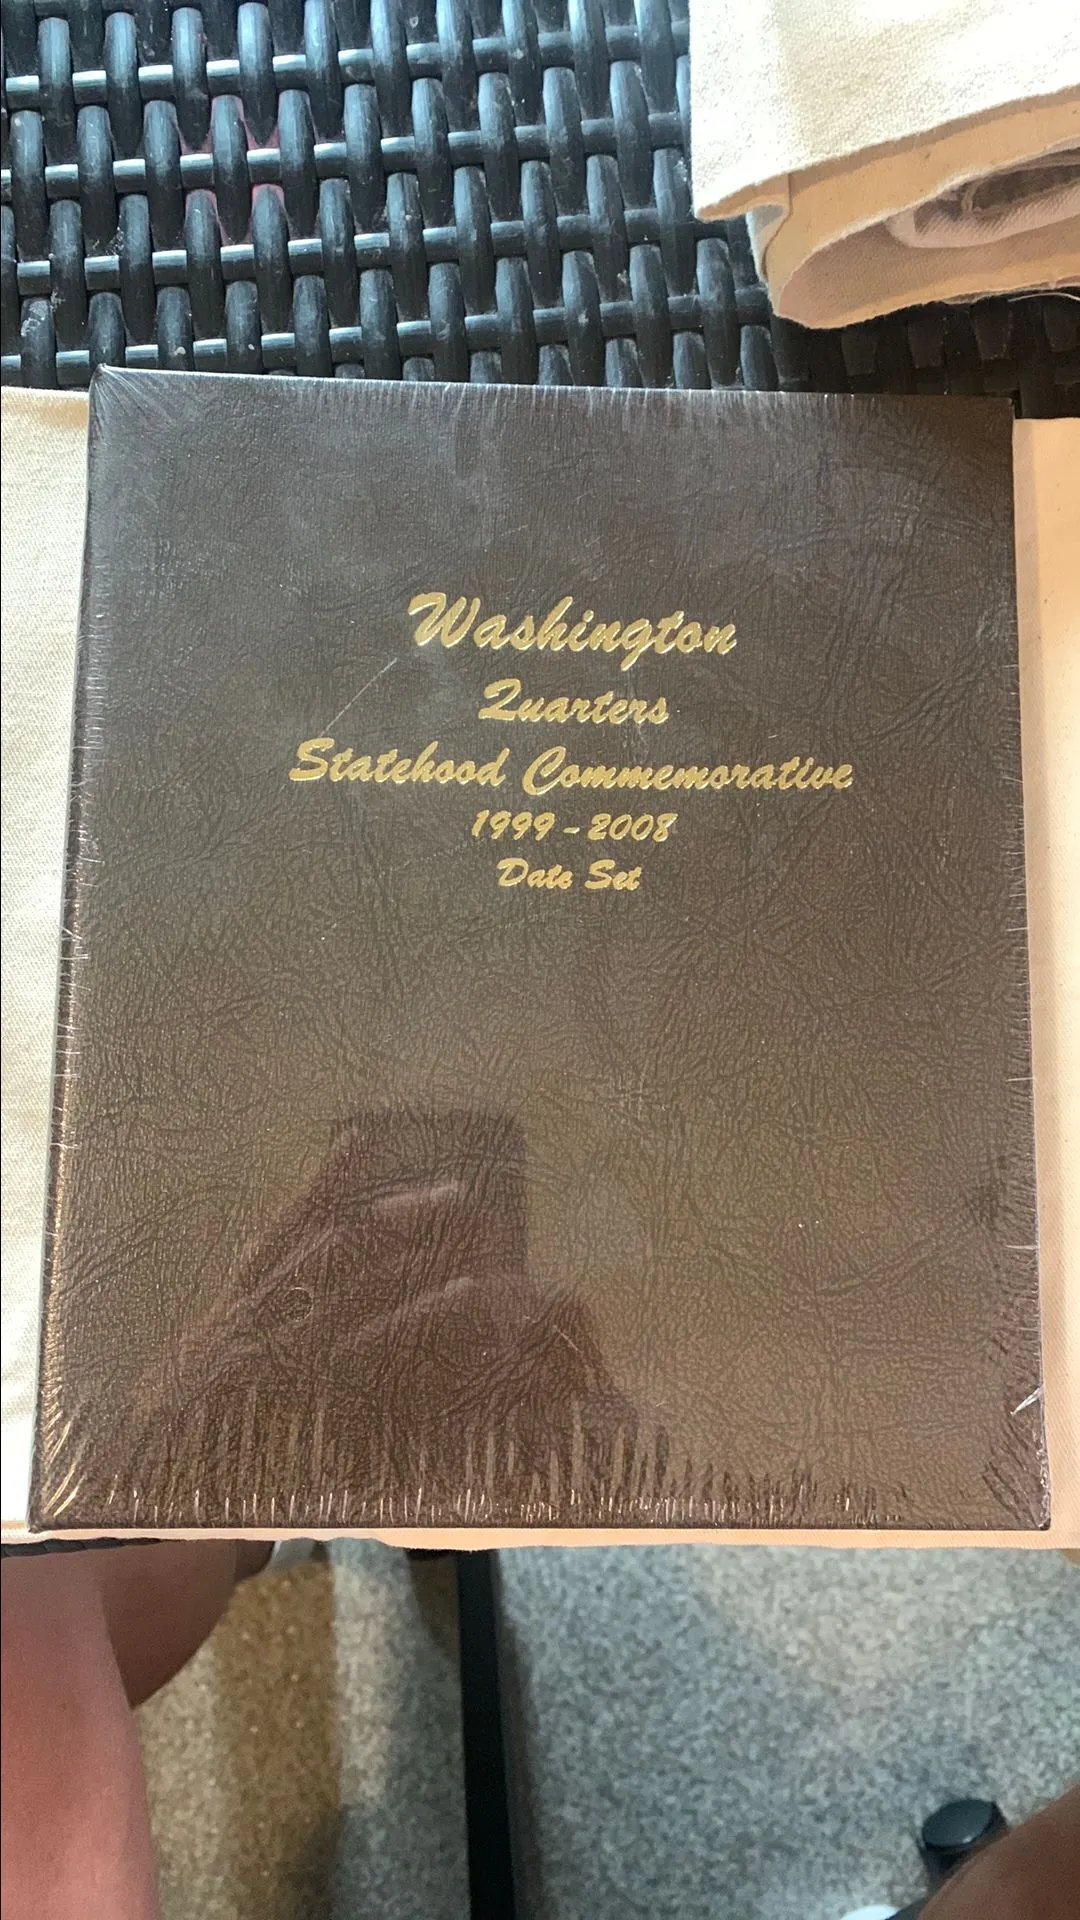 Washington
Quarters
Statehood Commemorative
1999-2008
Date Set